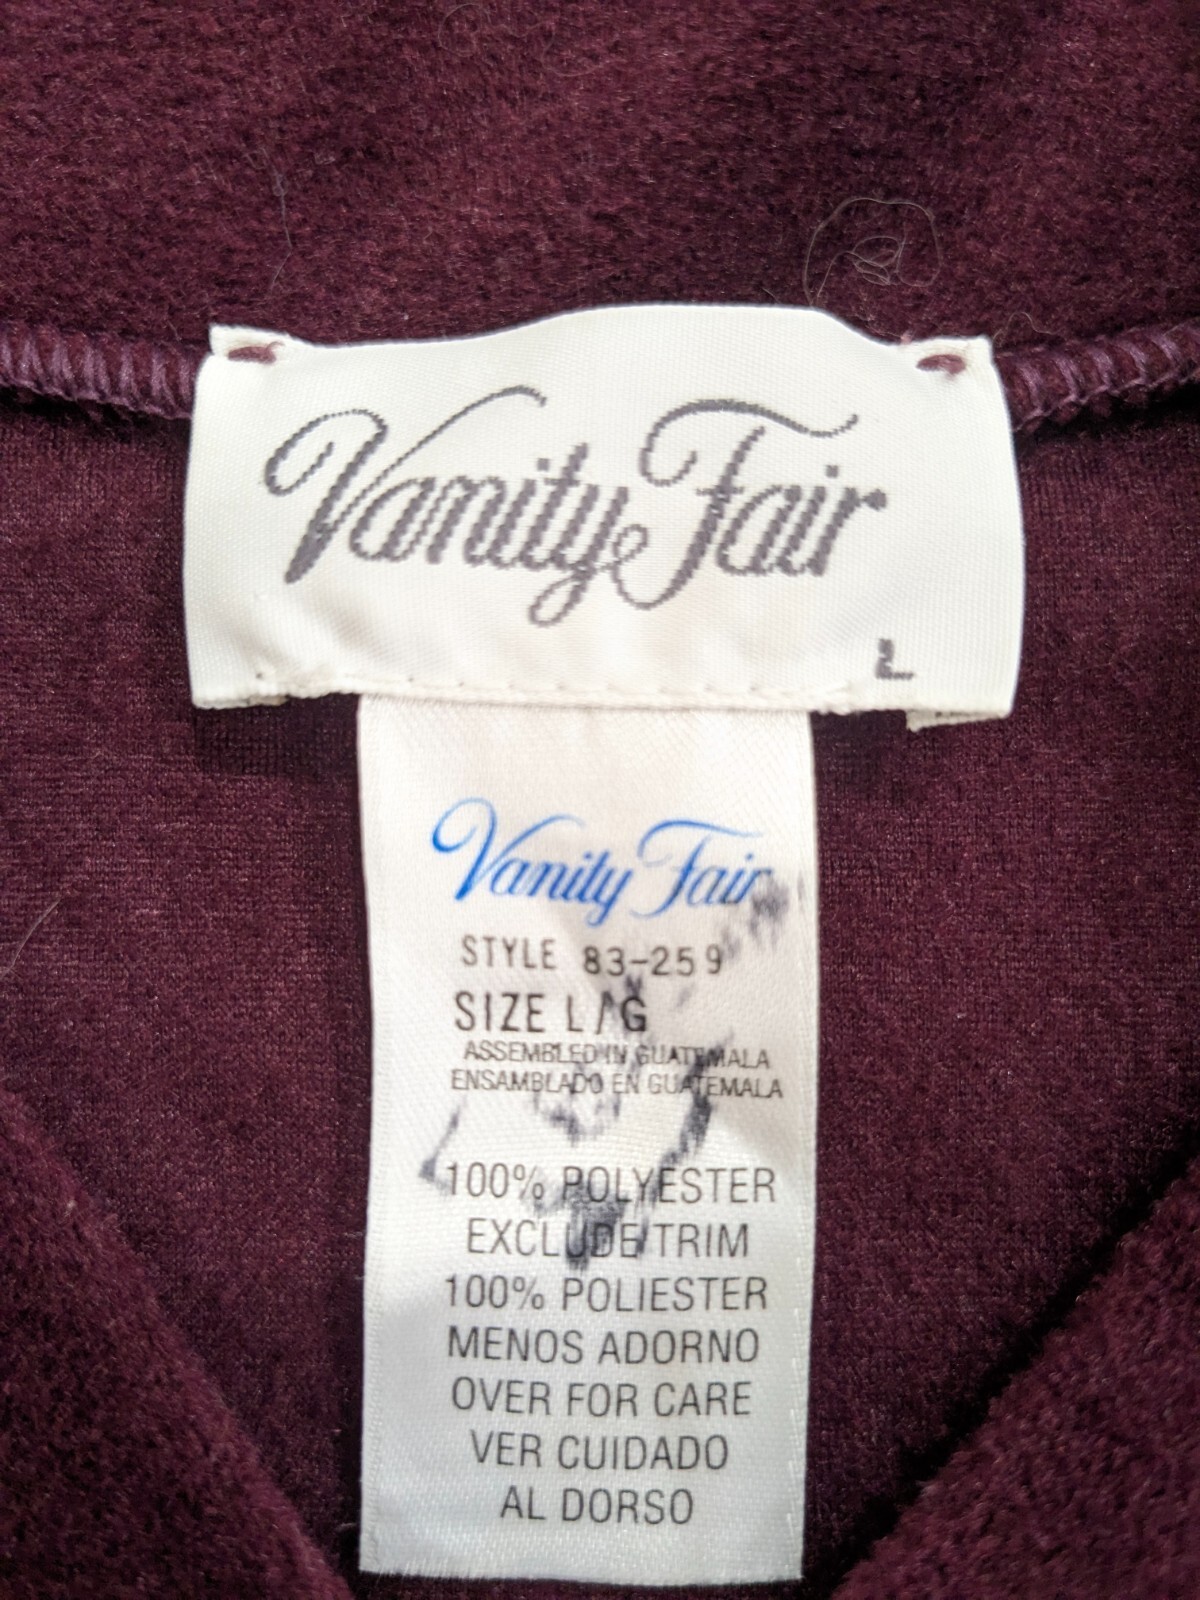 Vanity Fair
L
Vanity Fair
STYLE 83-259
SIZE L/G
ASSEMBLED IN GUATEMALA
ENSAMBLADO EN GUATEMALA
100% POLYESTER
EXCLUDE TRIM
100% POLIESTER
MENOS ADORNO
OVER FOR CARE
VER CUIDADO
AL DORSO